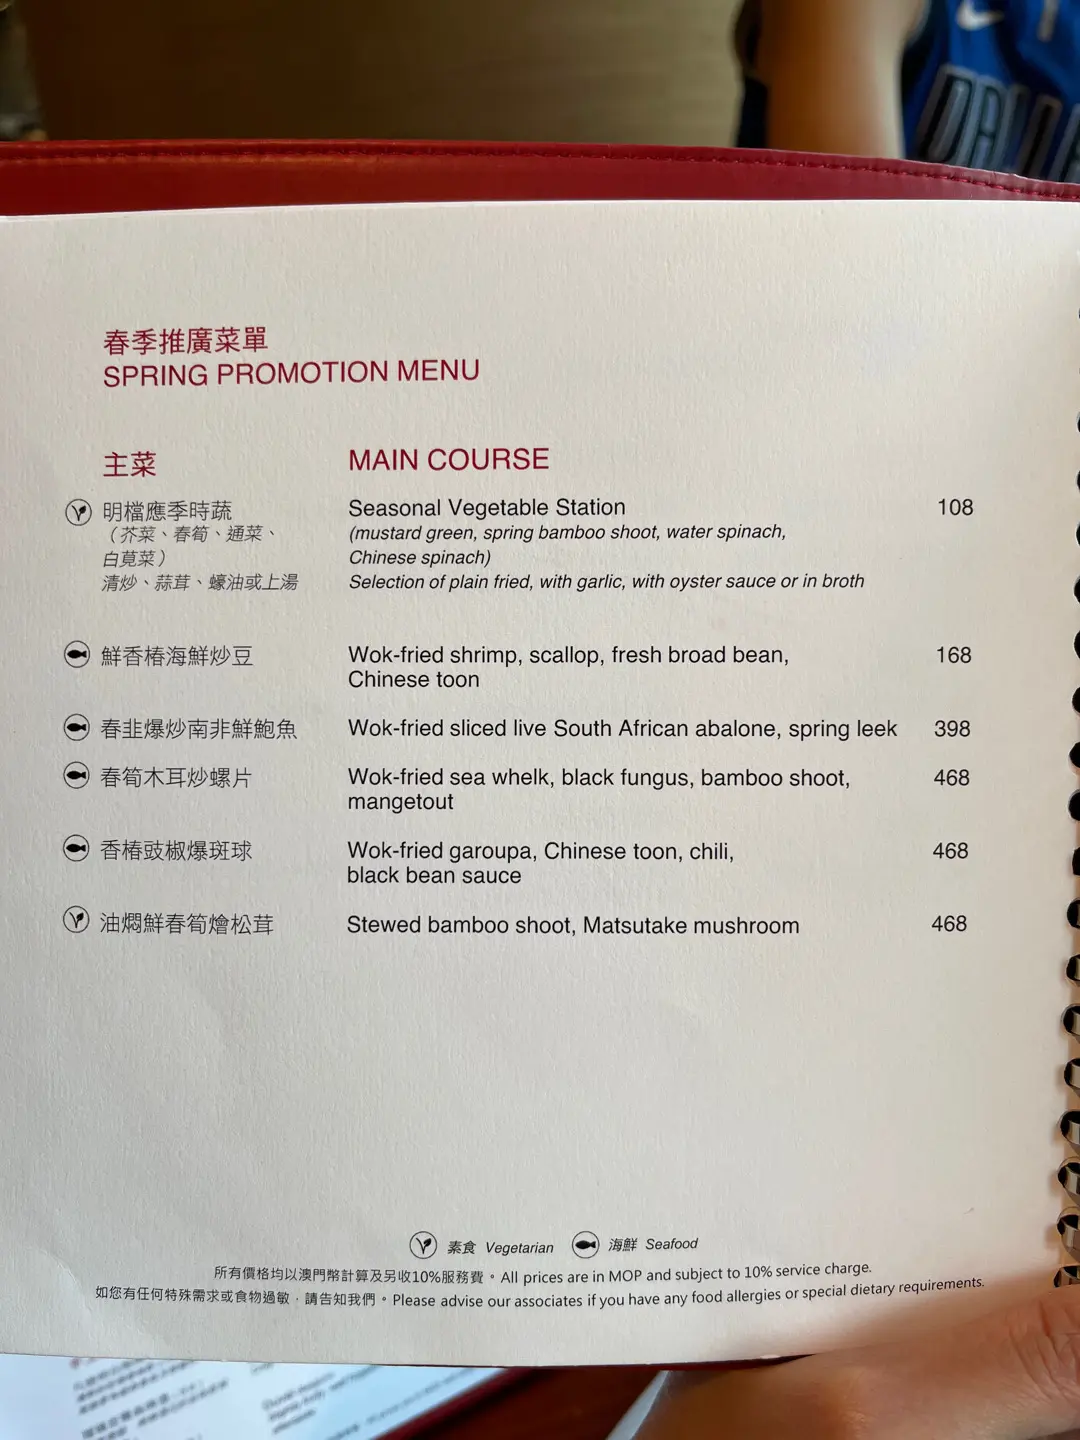 春季推廣菜單
SPRING PROMOTION MENU
主菜
MAIN COURSE
明檔應季時蔬
（芥菜、春筍、通菜、
白莧菜）
清炒、蒜茸、蠔油或上湯
Seasonal Vegetable Station
(mustard green, spring bamboo shoot, water spinach,
Chinese spinach)
Selection of plain fried, with garlic, with oyster sauce or in broth
108
鮮香椿海鮮炒豆
Wok-fried shrimp, scallop, fresh broad bean,
Chinese toon
168
春韭爆炒南非鮮鮑魚
Wok-fried sliced live South African abalone, spring leek
398
春筍木耳炒螺片
Wok-fried sea whelk, black fungus, bamboo shoot,
mangetout
468
香椿豉椒爆斑球
Wok-fried garoupa, Chinese toon, chili,
black bean sauce
468
油燜鮮春筍燴松茸
Stewed bamboo shoot, Matsutake mushroom
468
素食 Vegetarian 海鮮 Seafood
所有價格均以澳門幣計算及另收10%服務費。All prices are in MOP and subject to 10% service charge.
如您有任何特殊需求或食物過敏，請告知我們。Please advise our associates if you have any food allergies or special dietary requirements.